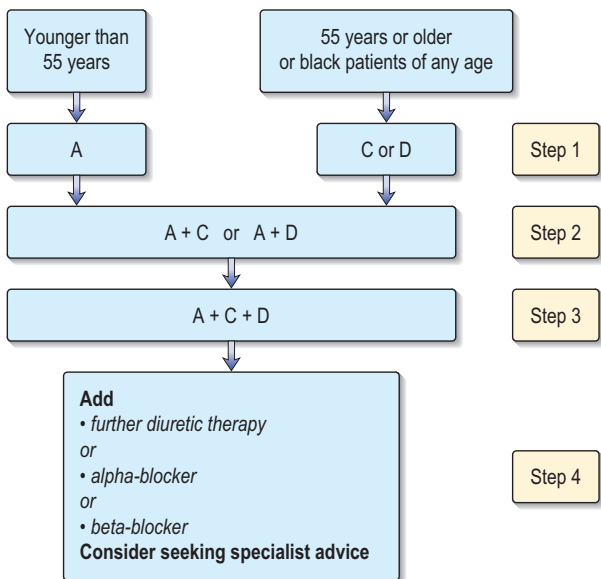 Younger than
55 years
55 years or older
or black patients of any age
A
C or D
Step 1
A + C or A + D
Step 2
A + C + D
Step 3
Add
• further diuretic therapy
or
• alpha-blocker
or
• beta-blocker
Consider seeking specialist advice
Step 4